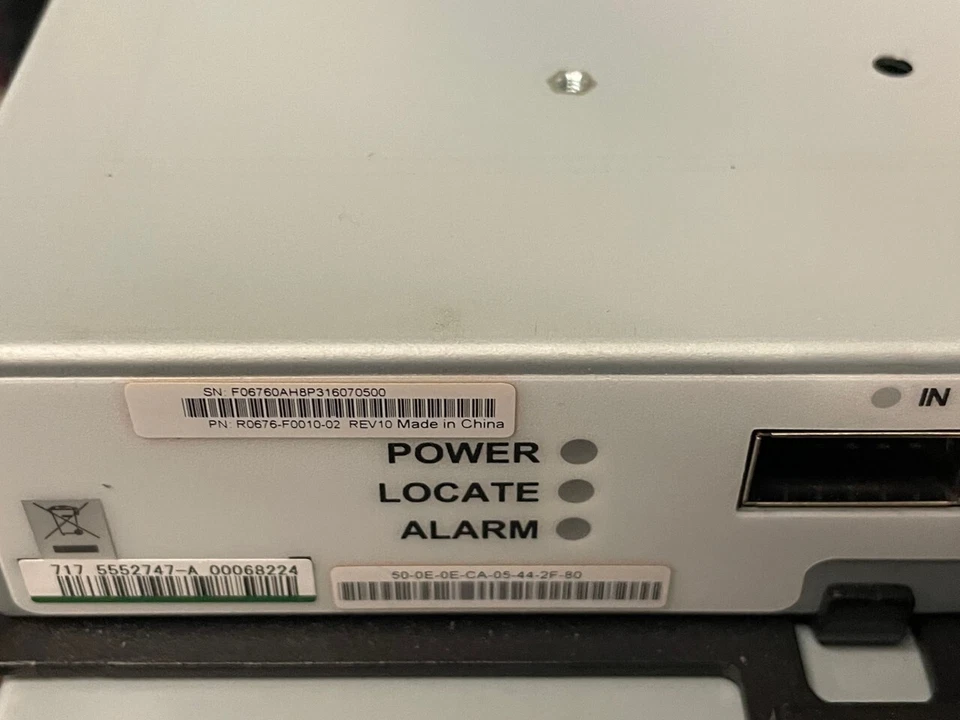 SN: F06760AH8P316070500
PN: R0676-F0010-02 REV10 Made in China
IN
POWER
LOCATE
ALARM
717 5552747-A 00068224
50-0E-0E-CA-05-44-2F-80